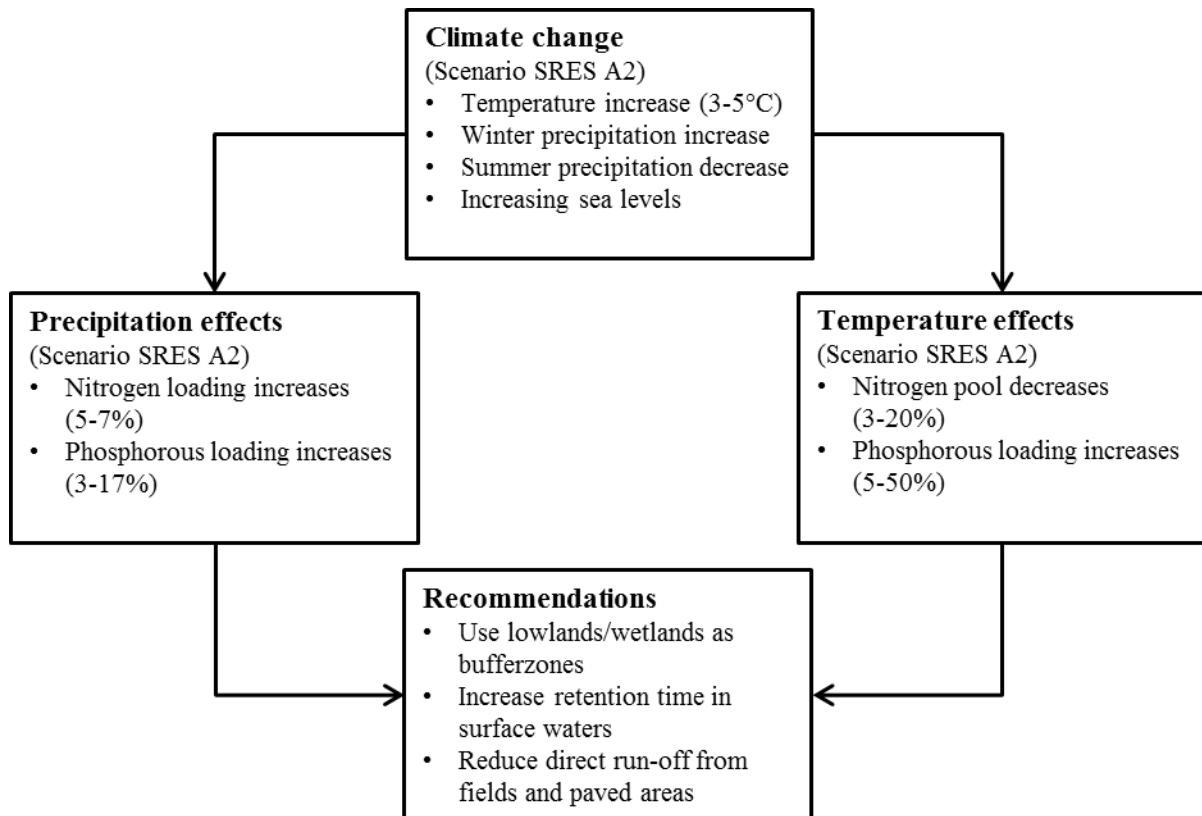 Climate change
(Scenario SRES A2)
• Temperature increase (3-5°C)
• Winter precipitation increase
• Summer precipitation decrease
• Increasing sea levels
Precipitation effects
(Scenario SRES A2)
• Nitrogen loading increases
(5-7%)
• Phosphorous loading increases
(3-17%)
Temperature effects
(Scenario SRES A2)
• Nitrogen pool decreases
(3-20%)
• Phosphorous loading increases
(5-50%)
Recommendations
• Use lowlands/wetlands as
bufferzones
• Increase retention time in
surface waters
• Reduce direct run-off from
fields and paved areas